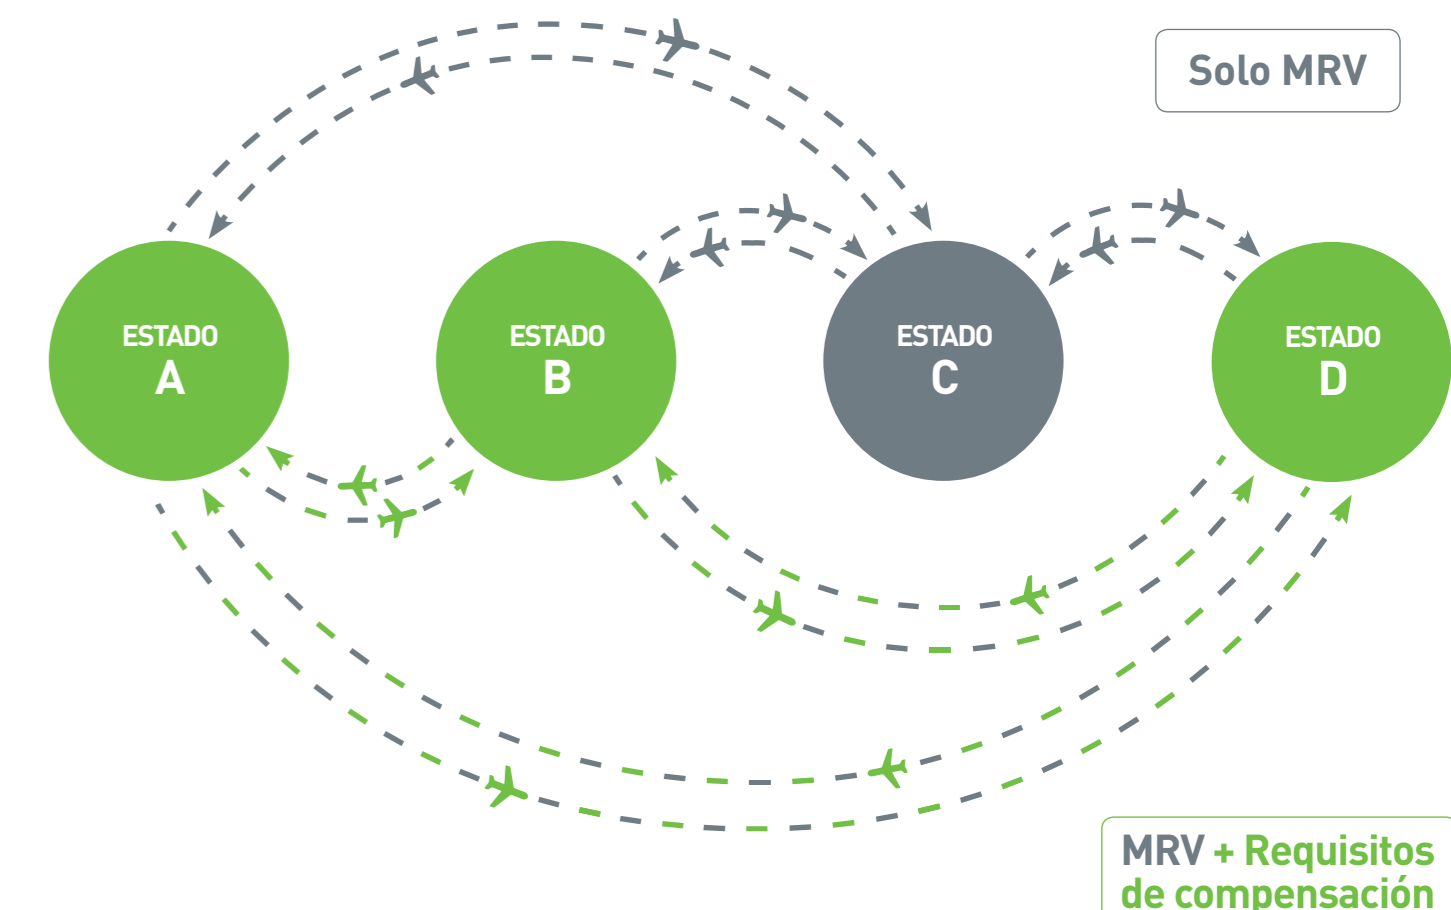 Solo MRV
ESTADO
A
ESTADO
B
ESTADO
C
ESTADO
D
MRV + Requisitos
de compensación